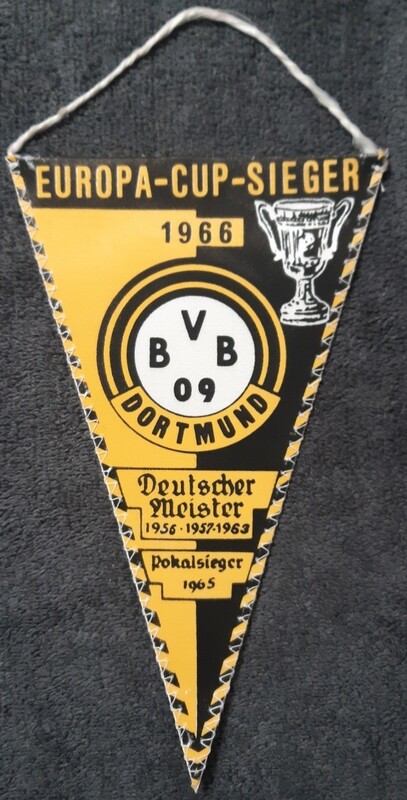 EUROPA-CUP-SIEGER
1966
BVB
09
DORTMUND
Deutscher
Meister
1956 · 1957·1963
Pokalsieger
1965